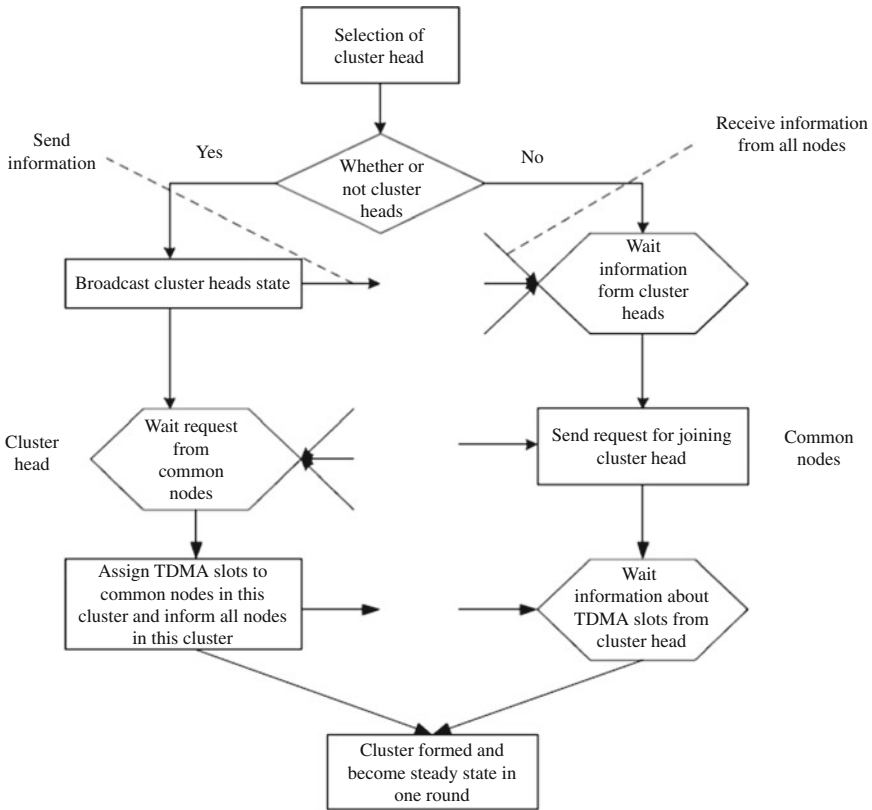 Selection of
cluster head
Send
information
Yes
Whether or
not cluster
heads
No
Receive information
from all nodes
Broadcast cluster heads state
Wait
information
form cluster
heads
Cluster
head
Wait request
from
common
nodes
Send request for joining
cluster head
Common
nodes
Assign TDMA slots to
common nodes in this
cluster and inform all nodes
in this cluster
Wait
information about
TDMA slots from
cluster head
Cluster formed and
become steady state in
one round